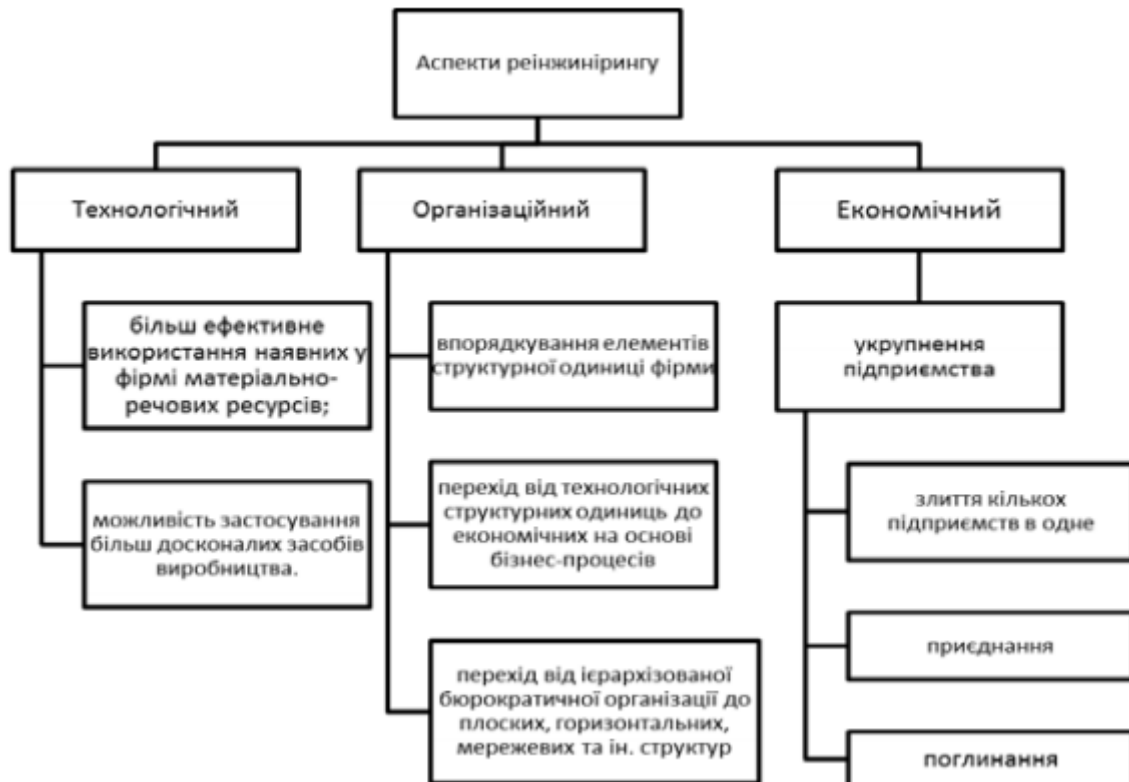 Аспекти реінжинірингу
Технологічний
Організаційний
Економічний
більш ефективне
використання наявних у
фірмі матеріально-
речових ресурсів;
можливість застосування
більш досконалих засобів
виробництва.
впорядкування елементів
структурної одиниці фірми
перехід від технологічних
структурних одиниць до
економічних на основі
бізнес-процесів
перехід від ієрархізованої
бюрократичної організації до
плоских, горизонтальних,
мережевих та ін. структур
укрупнення
підприємства
злиття кількох
підприємств в одне
приєднання
поглинання